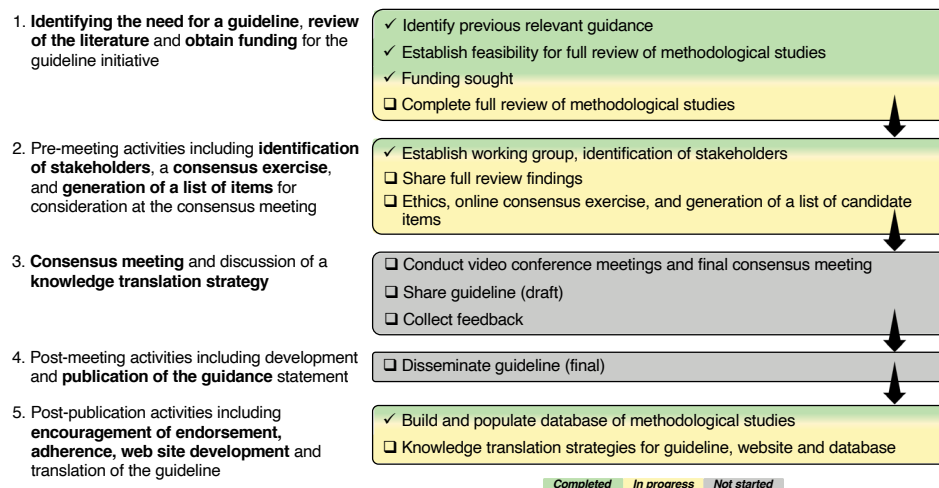 1. Identifying the need for a guideline, review
of the literature and obtain funding for the
guideline initiative
✓ Identify previous relevant guidance
✓ Establish feasibility for full review of methodological studies
✓ Funding sought
❑ Complete full review of methodological studies
2. Pre-meeting activities including identification
of stakeholders, a consensus exercise,
and generation of a list of items for
consideration at the consensus meeting
✓ Establish working group, identification of stakeholders
❑ Share full review findings
❑ Ethics, online consensus exercise, and generation of a list of candidate
items
3. Consensus meeting and discussion of a
knowledge translation strategy
❑ Conduct video conference meetings and final consensus meeting
❑ Share guideline (draft)
❑ Collect feedback
4. Post-meeting activities including development
and publication of the guidance statement
❑ Disseminate guideline (final)
5. Post-publication activities including
encouragement of endorsement,
adherence, web site development and
translation of the guideline
✓ Build and populate database of methodological studies
❑ Knowledge translation strategies for guideline, website and database
Completed In progress Not started